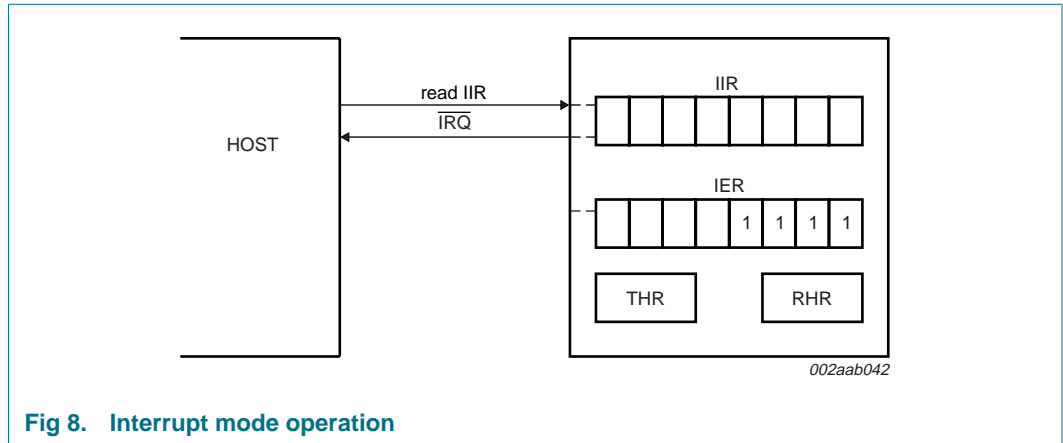 read IIR
IRQ
HOST
IIR
IER
1 1 1 1
THR RHR
002aab042
Fig 8. Interrupt mode operation